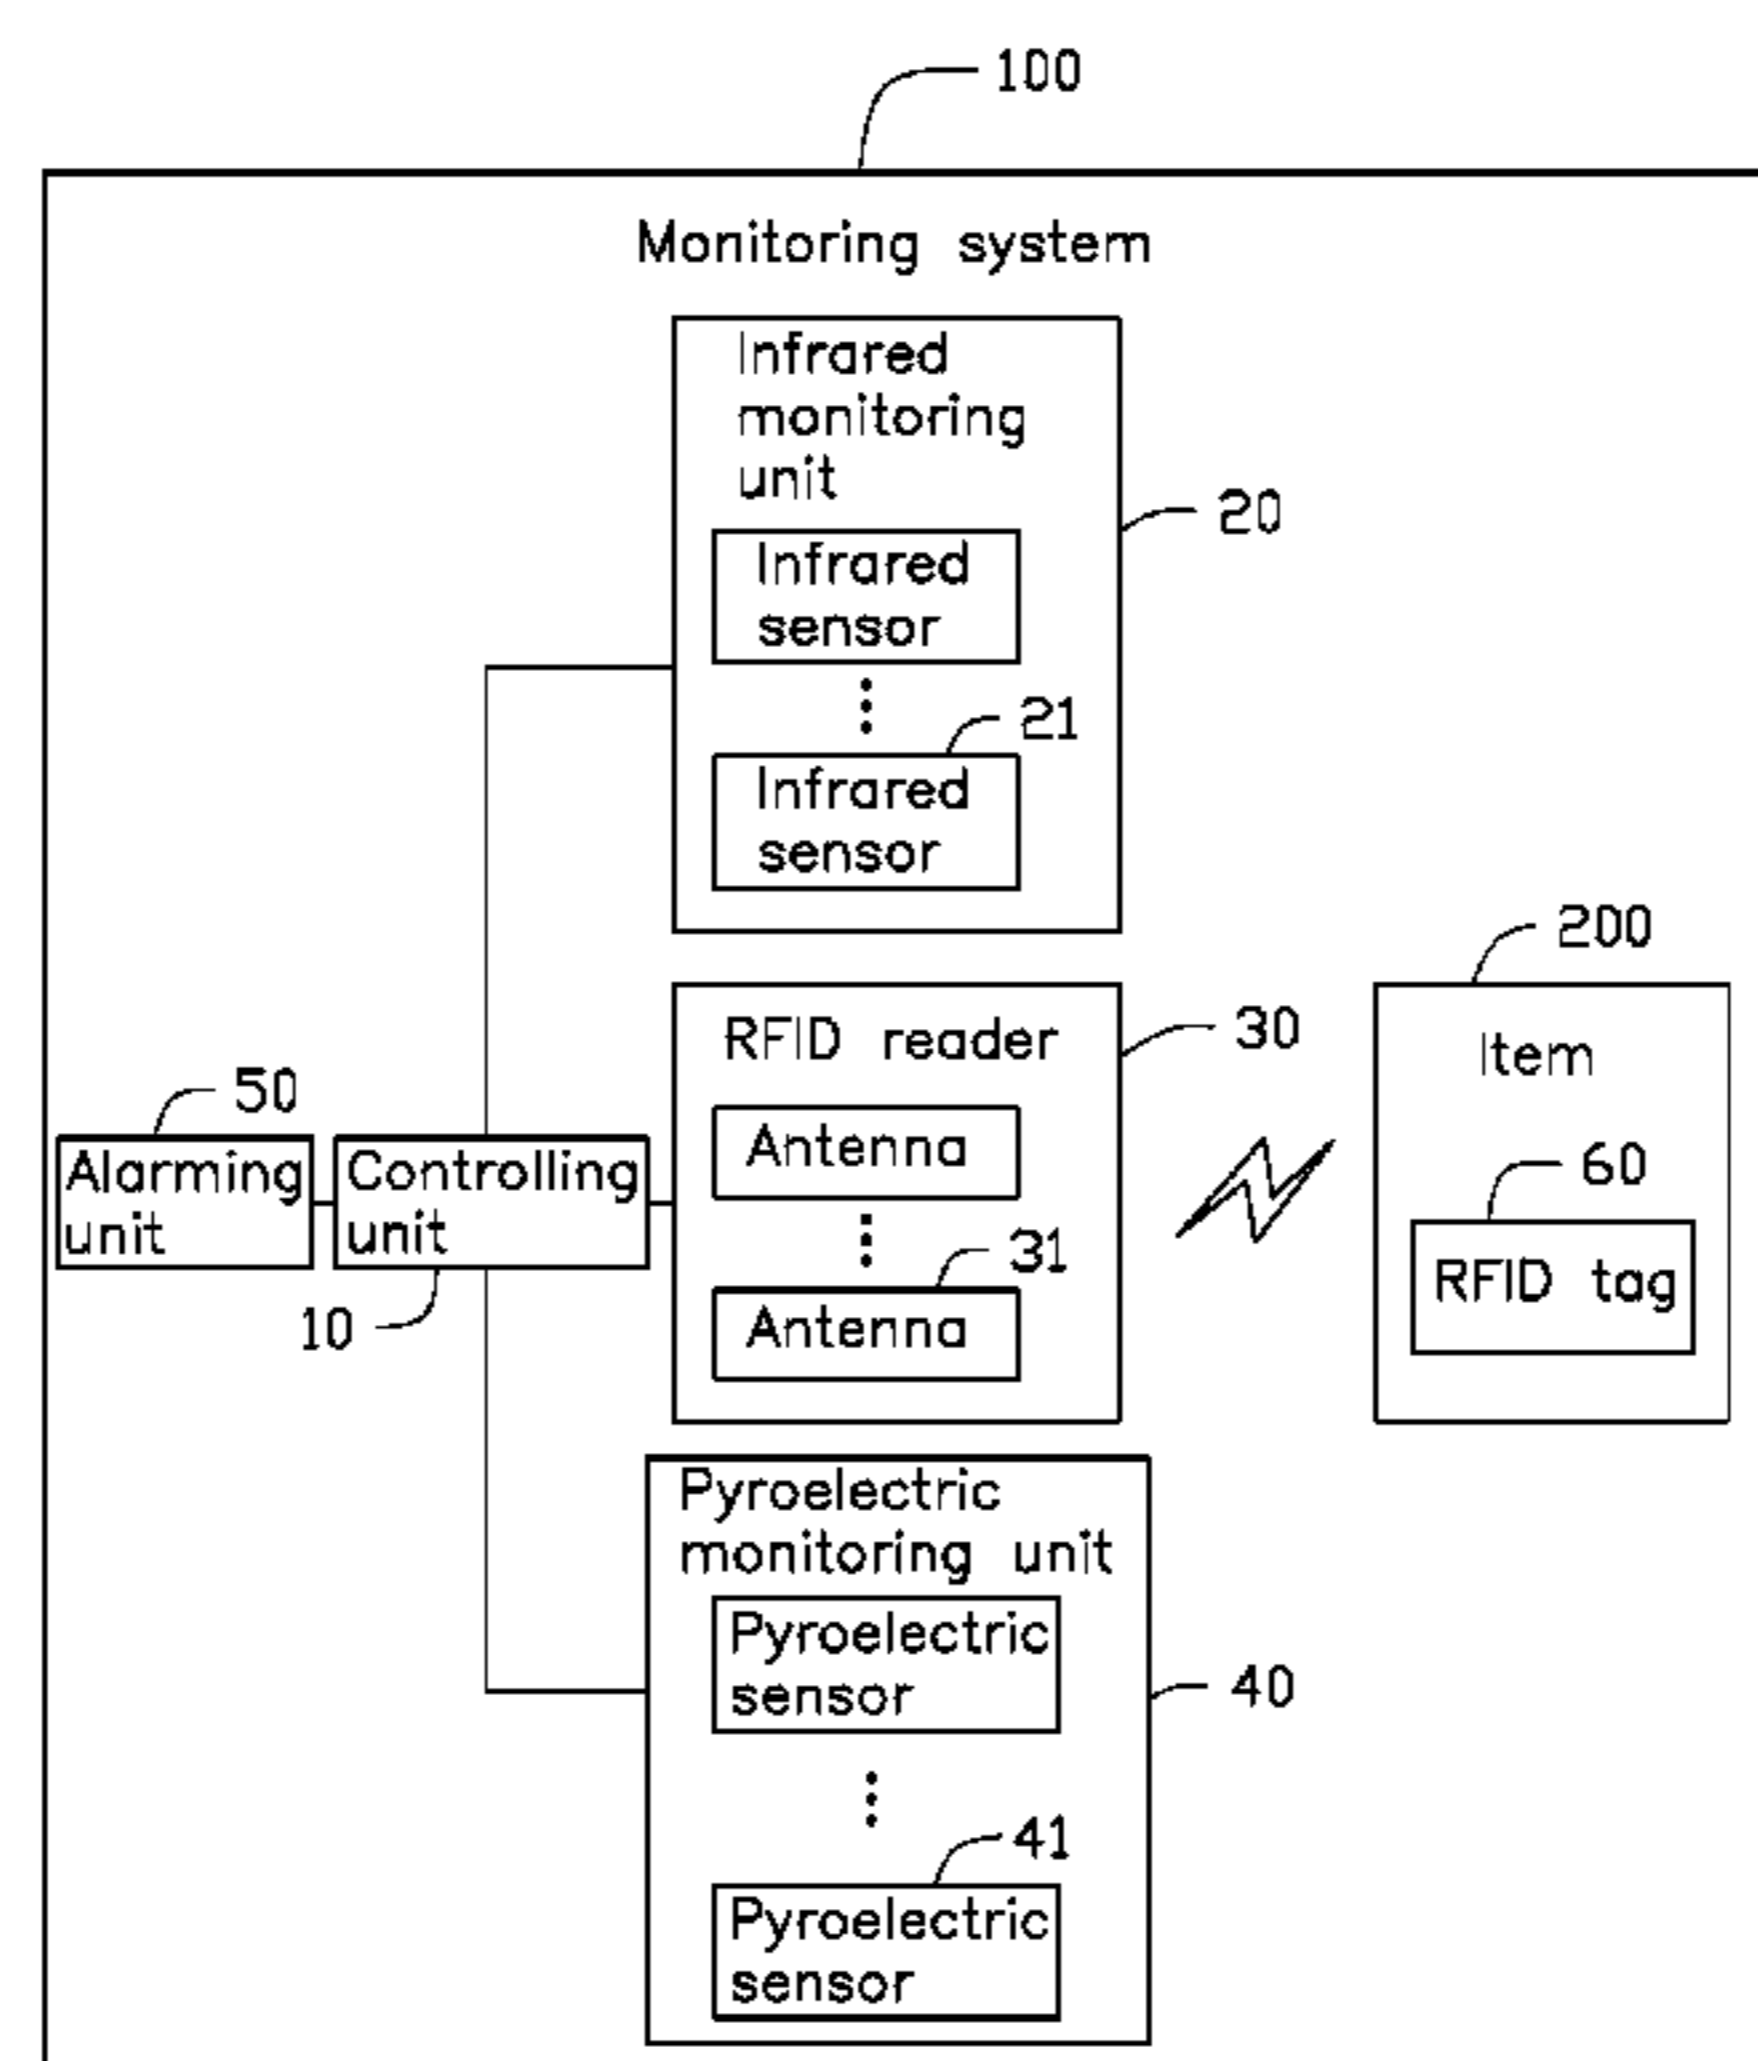 100
Monitoring system
Infrared
monitoring
unit
20
Infrared
sensor
21
Infrared
sensor
200
RFID reader
30
Item
50
Alarming
unit
Controlling
unit
10
Antenna
31
Antenna
60
RFID tag
Pyroelectric
monitoring unit
Pyroelectric
sensor
40
41
Pyroelectric
sensor